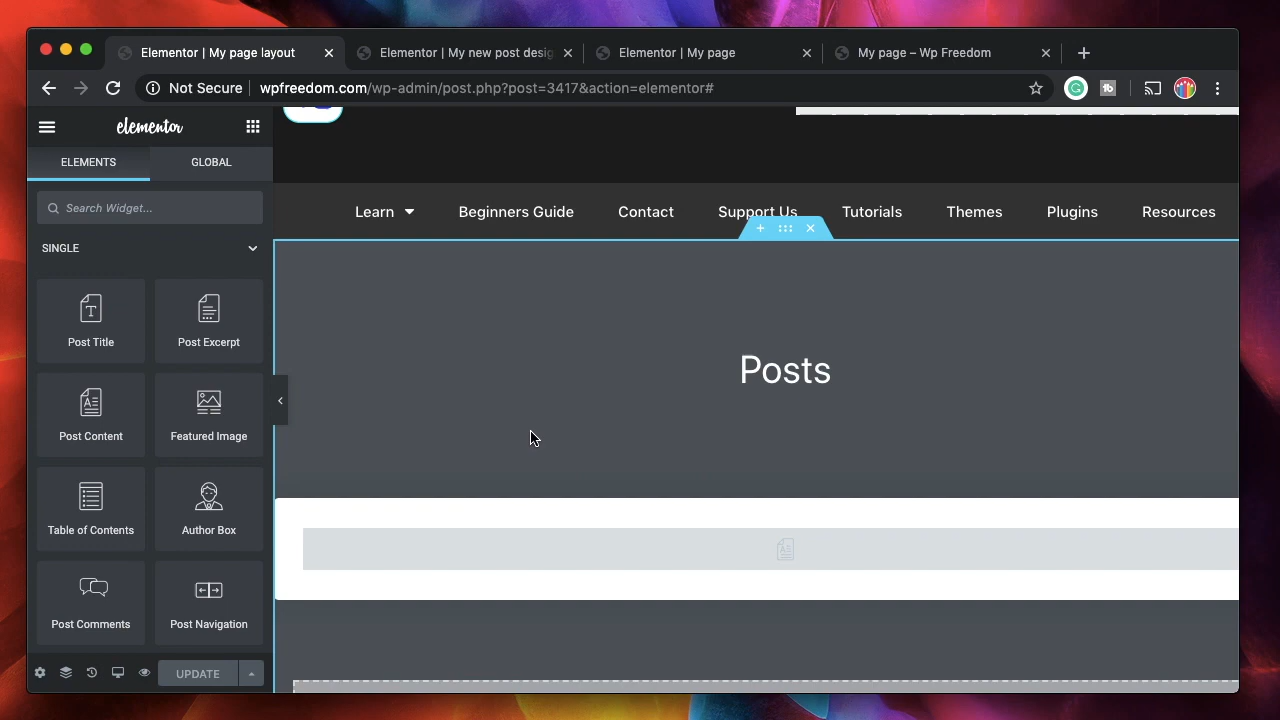 Elementor | My page layout
Elementor | My new post desig
Elementor | My page
My page – Wp Freedom
Not Secure
wpfreedom.com/wp-admin/post.php?post=3417&action=elementor#
elementor
ELEMENTS
GLOBAL
Search Widget...
SINGLE
Post Title
Post Excerpt
Post Content
Featured Image
Table of Contents
Author Box
Post Comments
Post Navigation
UPDATE
Learn
Beginners Guide
Contact
Support Us
Tutorials
Themes
Plugins
Resources
Posts